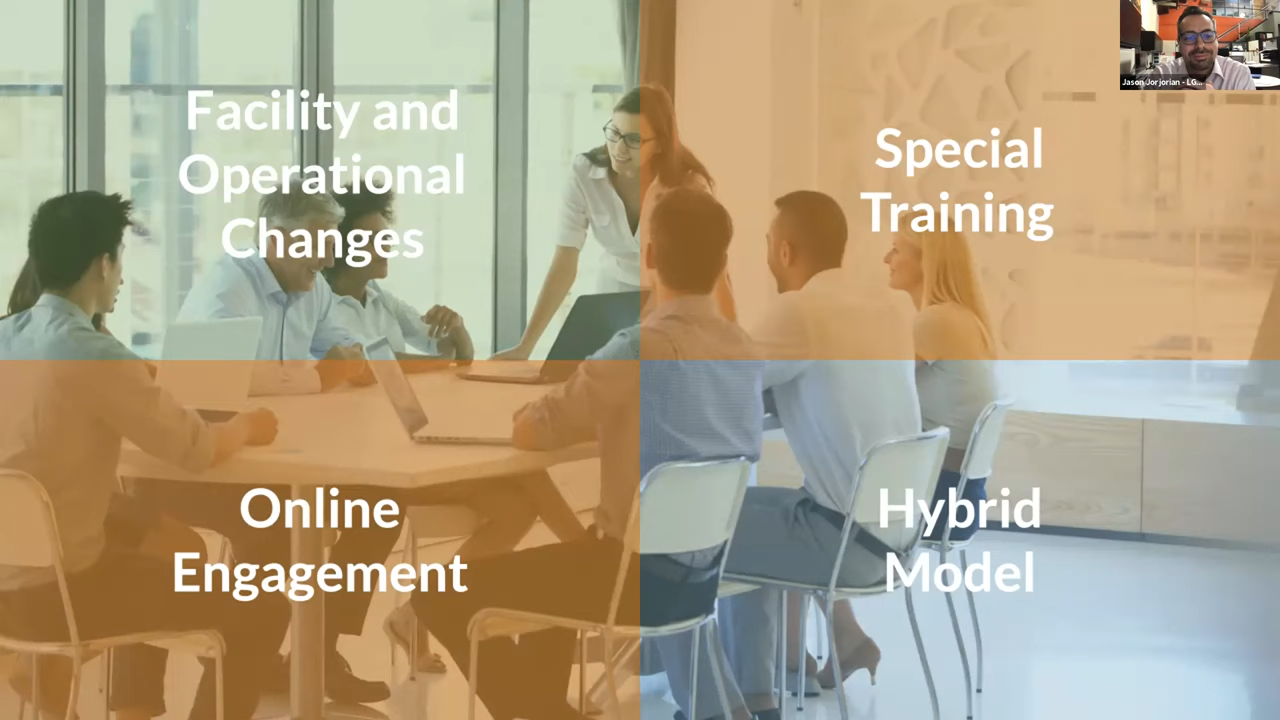 Facility and
Operational
Changes
Special
Training
Jason Jorjorian - LG...
Online
Engagement
Hybrid
Model